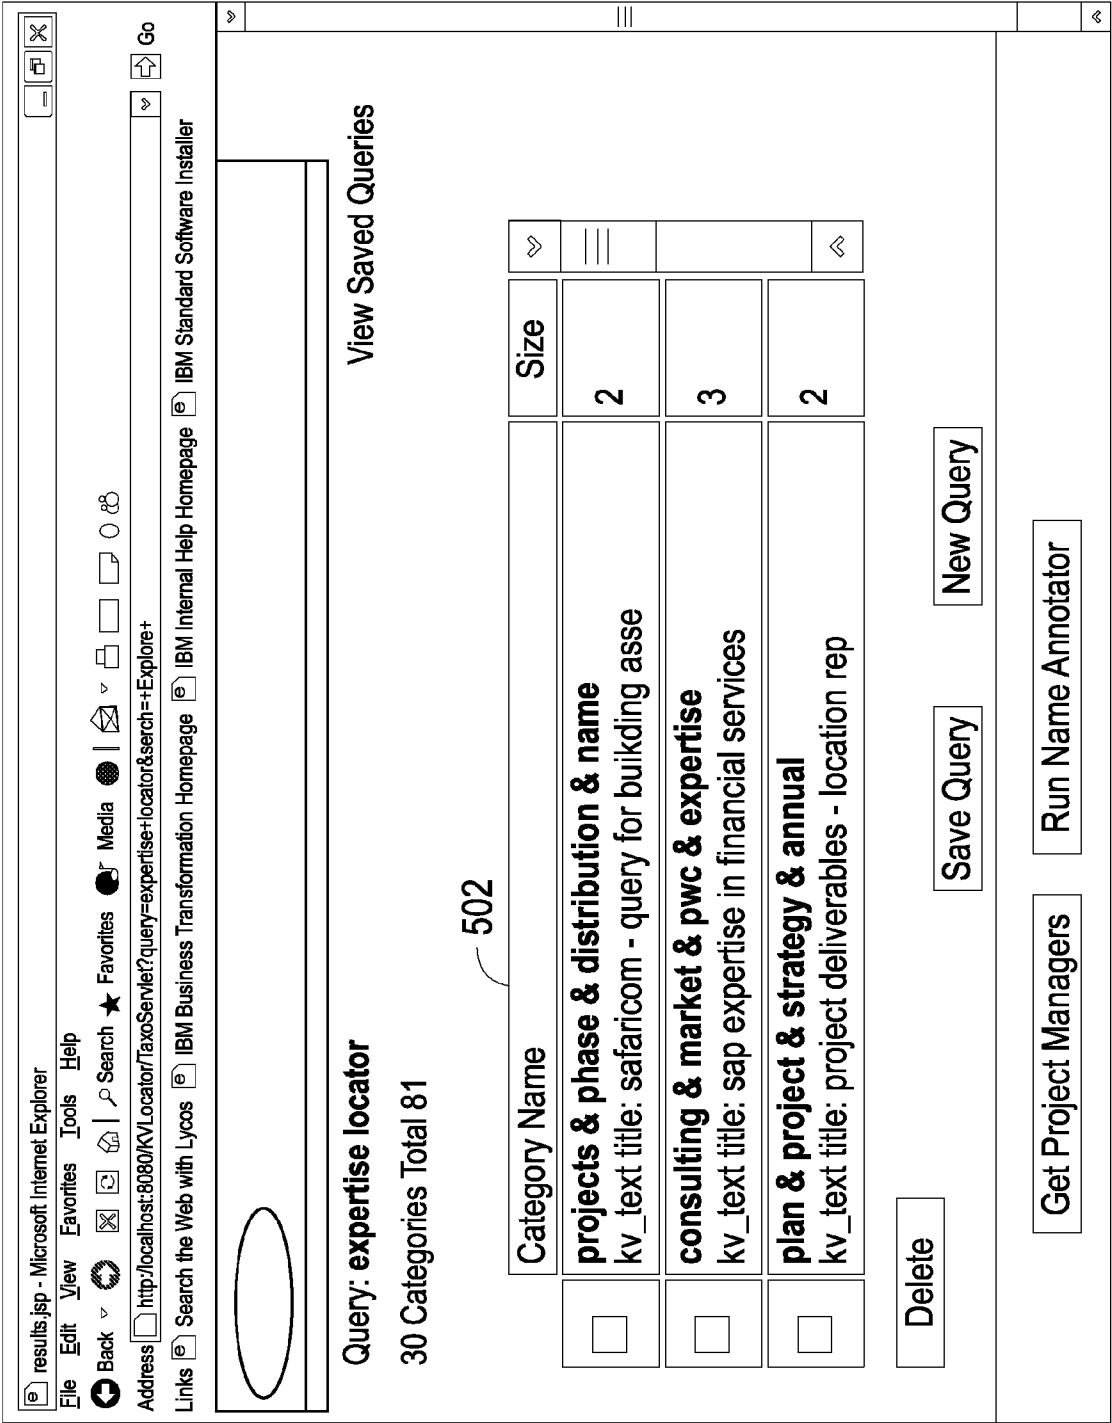 results.jsp - Microsoft Internet Explorer
File Edit View Favorites Tools Help
Back Search Favorites Media
Address http:/localhost:8080/KVLocator/TaxoServlet?query=expertise+locator&serch=+Explore+ Go
Links Search the Web with Lycos IBM Business Transformation Homepage IBM Internal Help Homepage IBM Standard Software Installer
Query: expertise locator View Saved Queries
30 Categories Total 81
502
Category Name Size
projects & phase & distribution & name
kv_text title: safaricom - query for buikding asse 2
consulting & market & pwc & expertise
kv_text title: sap expertise in financial services 3
plan & project & strategy & annual
kv_text title: project deliverables - location rep 2
Delete
Save Query New Query
Get Project Managers Run Name Annotator